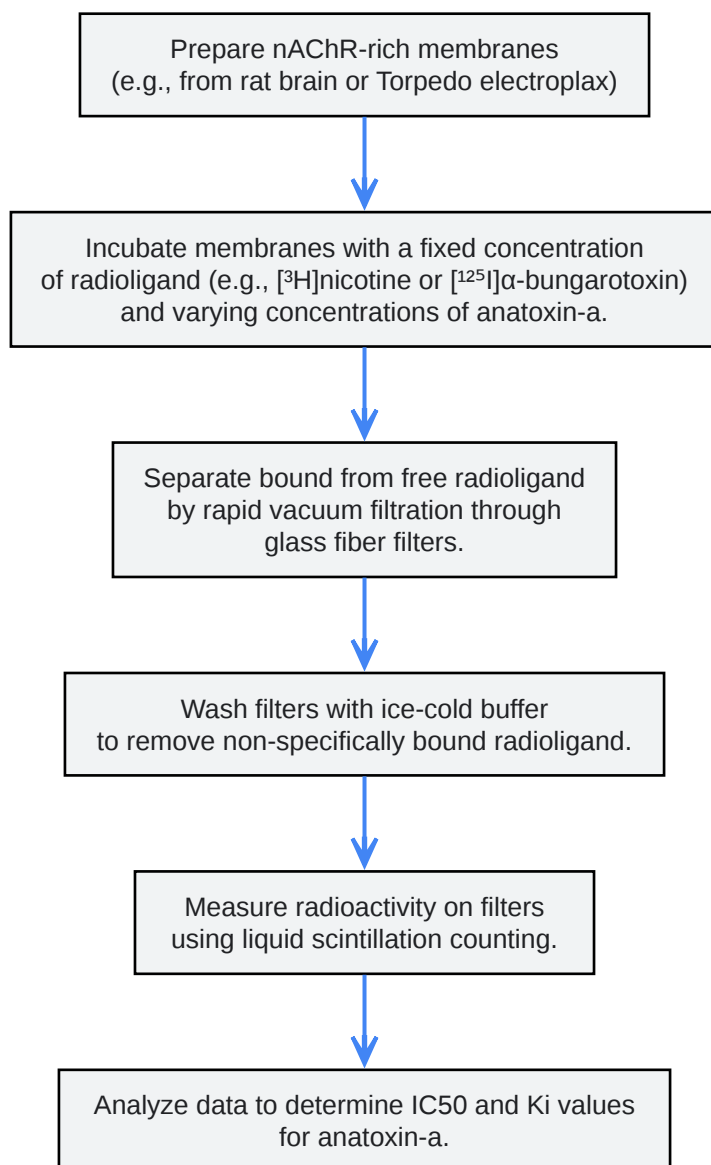 Prepare nAChR-rich membranes
(e.g., from rat brain or Torpedo electroplax)
Incubate membranes with a fixed concentration
of radioligand (e.g., [³H]nicotine or [¹²⁵I]α-bungarotoxin)
and varying concentrations of anatoxin-a.
Separate bound from free radioligand
by rapid vacuum filtration through
glass fiber filters.
Wash filters with ice-cold buffer
to remove non-specifically bound radioligand.
Measure radioactivity on filters
using liquid scintillation counting.
Analyze data to determine IC50 and Ki values
for anatoxin-a.